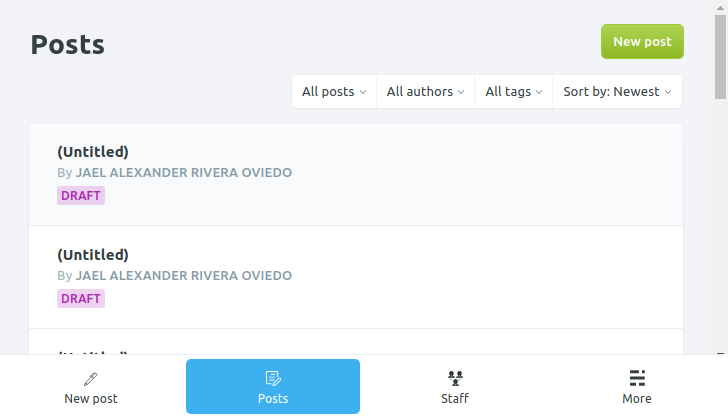 Posts
New post
All posts
All authors
All tags
Sort by: Newest
(Untitled)
By JAEL ALEXANDER RIVERA OVIEDO
DRAFT
(Untitled)
By JAEL ALEXANDER RIVERA OVIEDO
DRAFT
(Untitled)
New post
Posts
Staff
More